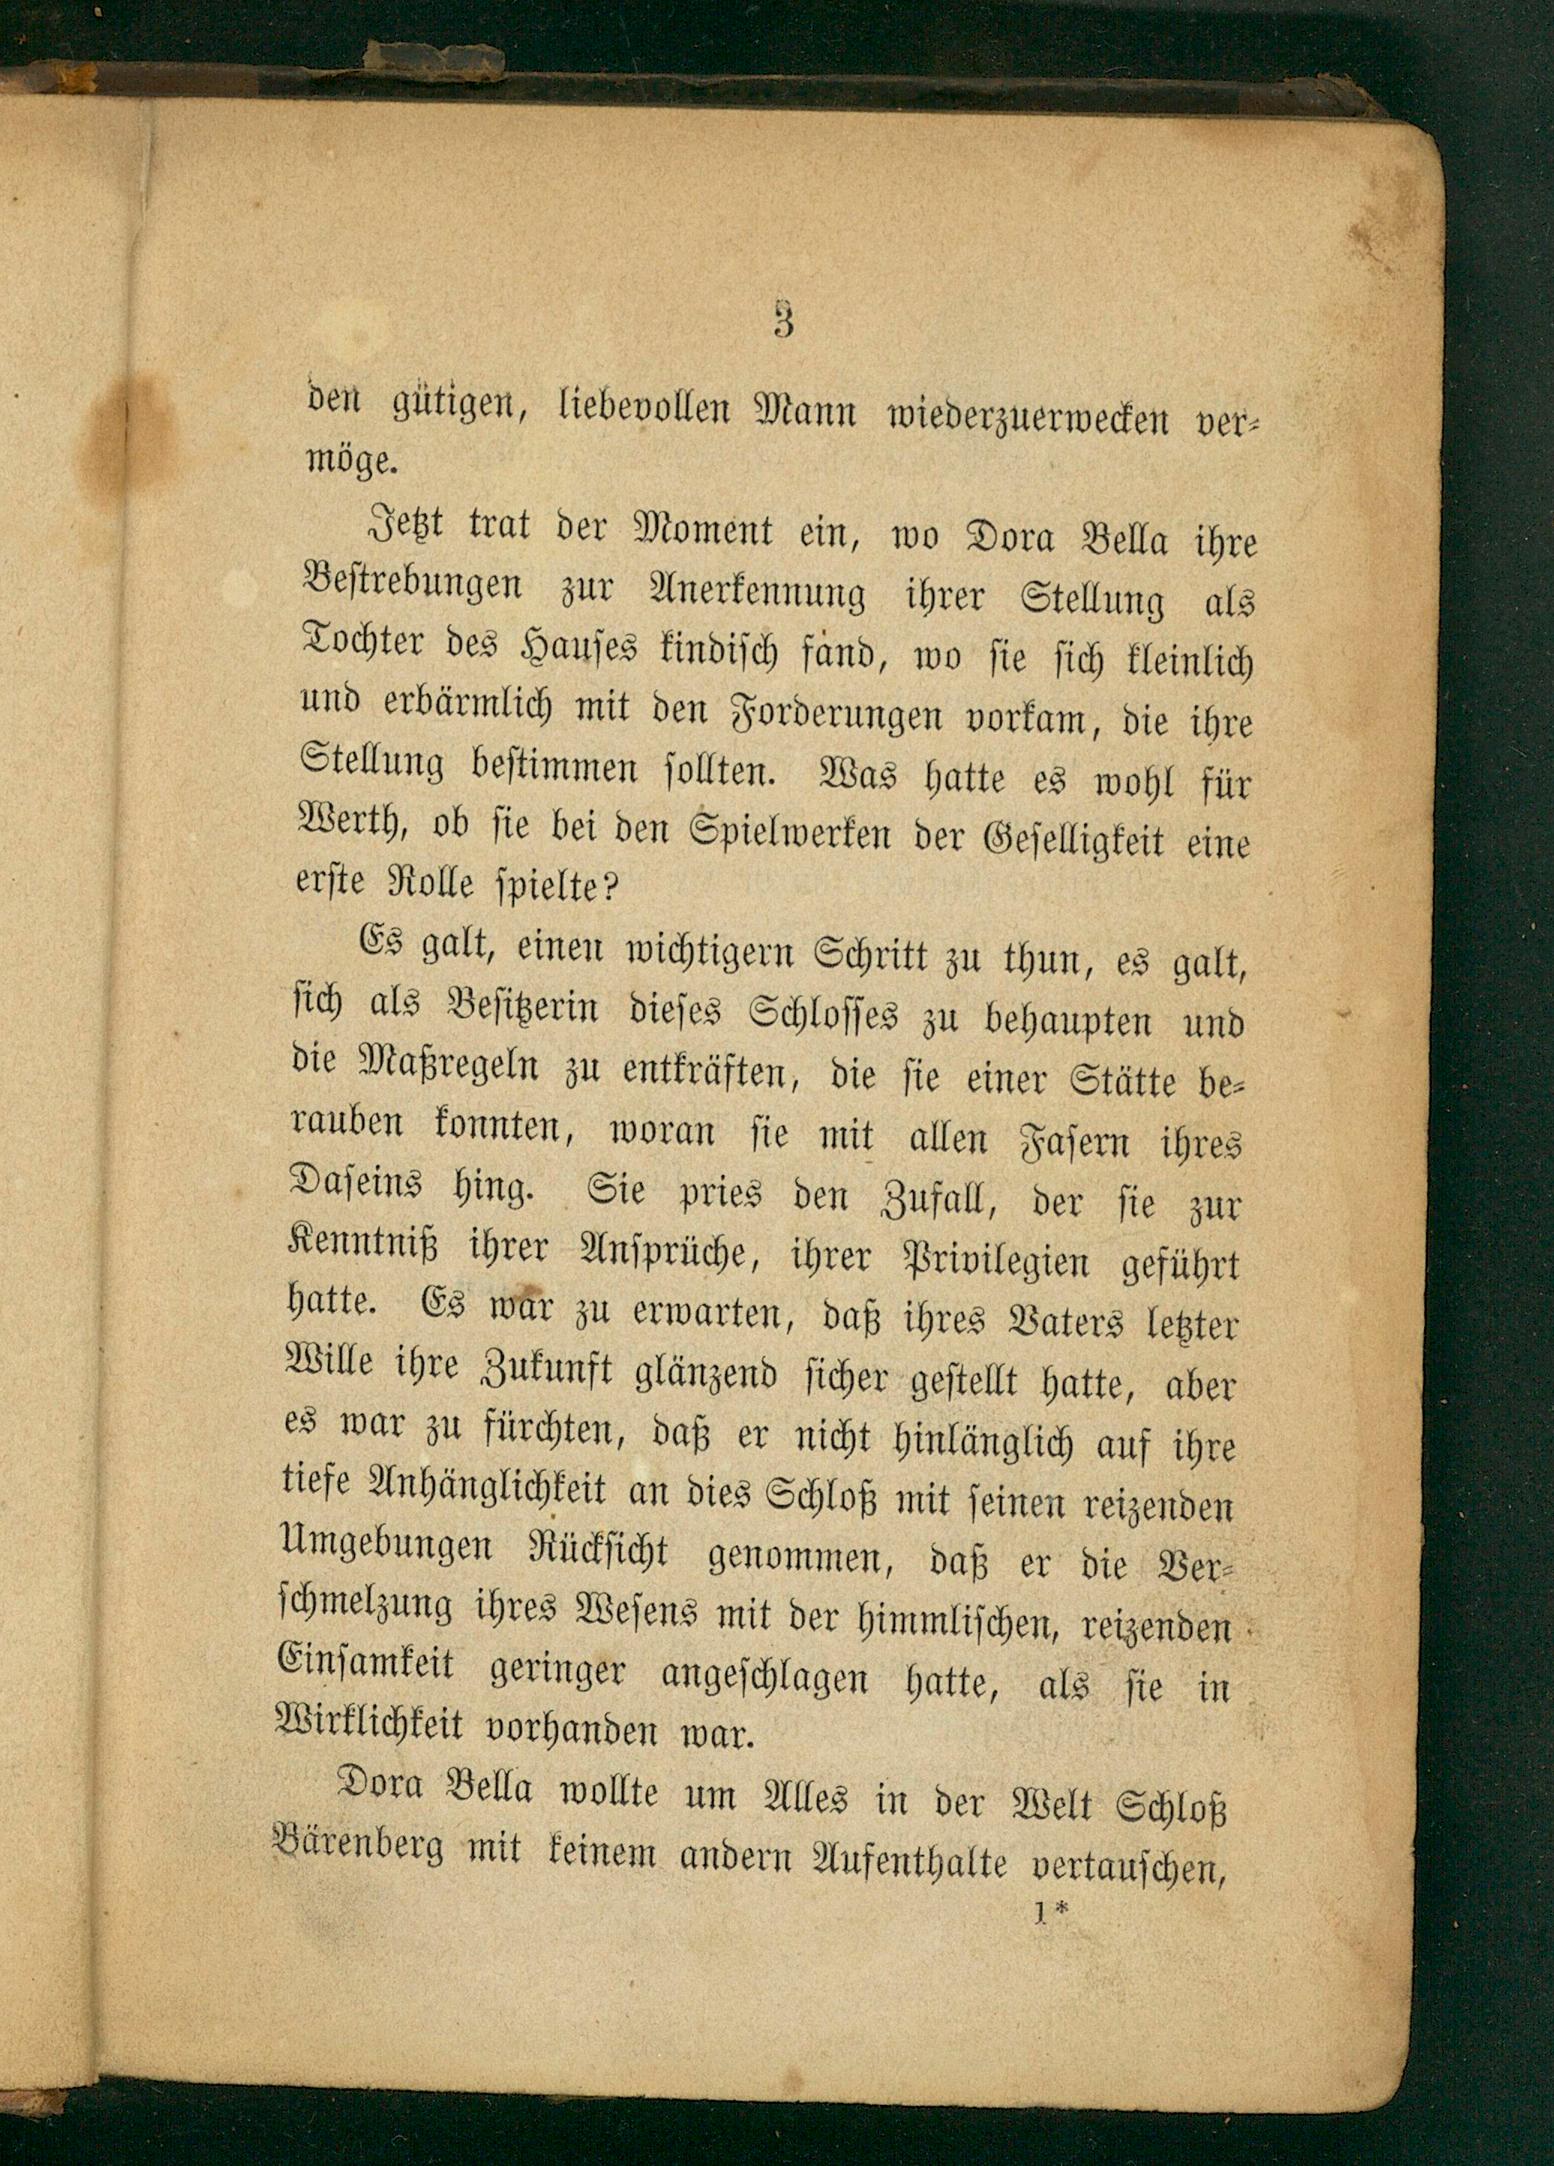 3
den gütigen, liebevollen Mann wiederzuerwecken ver-
möge.
Jetzt trat der Moment ein, wo Dora Bella ihre
Bestrebungen zur Anerkennung ihrer Stellung als
Tochter des Hauses kindisch fand, wo sie sich kleinlich
und erbärmlich mit den Forderungen vorkam, die ihre
Stellung bestimmen sollten. Was hatte es wohl für
Werth, ob sie bei den Spielwerken der Geselligkeit eine
erste Rolle spielte?
Es galt, einen wichtigern Schritt zu thun, es galt,
sich als Besitzerin dieses Schlosses zu behaupten und
die Maßregeln zu entkräften, die sie einer Stätte be-
rauben konnten, woran sie mit allen Fasern ihres
Daseins hing. Sie pries den Zufall, der sie zur
Kenntniß ihrer Ansprüche, ihrer Privilegien geführt
hatte. Es war zu erwarten, daß ihres Vaters letzter
Wille ihre Zukunft glänzend sicher gestellt hatte, aber
es war zu fürchten, daß er nicht hinlänglich auf ihre
tiefe Anhänglichkeit an dies Schloß mit seinen reizenden
Umgebungen Rücksicht genommen, daß er die Ver-
schmelzung ihres Wesens mit der himmlischen, reizenden
Einsamkeit geringer angeschlagen hatte, als sie in
Wirklichkeit vorhanden war.
Dora Bella wollte um Alles in der Welt Schloß
Bärenberg mit keinem andern Aufenthalte vertauschen,
1*